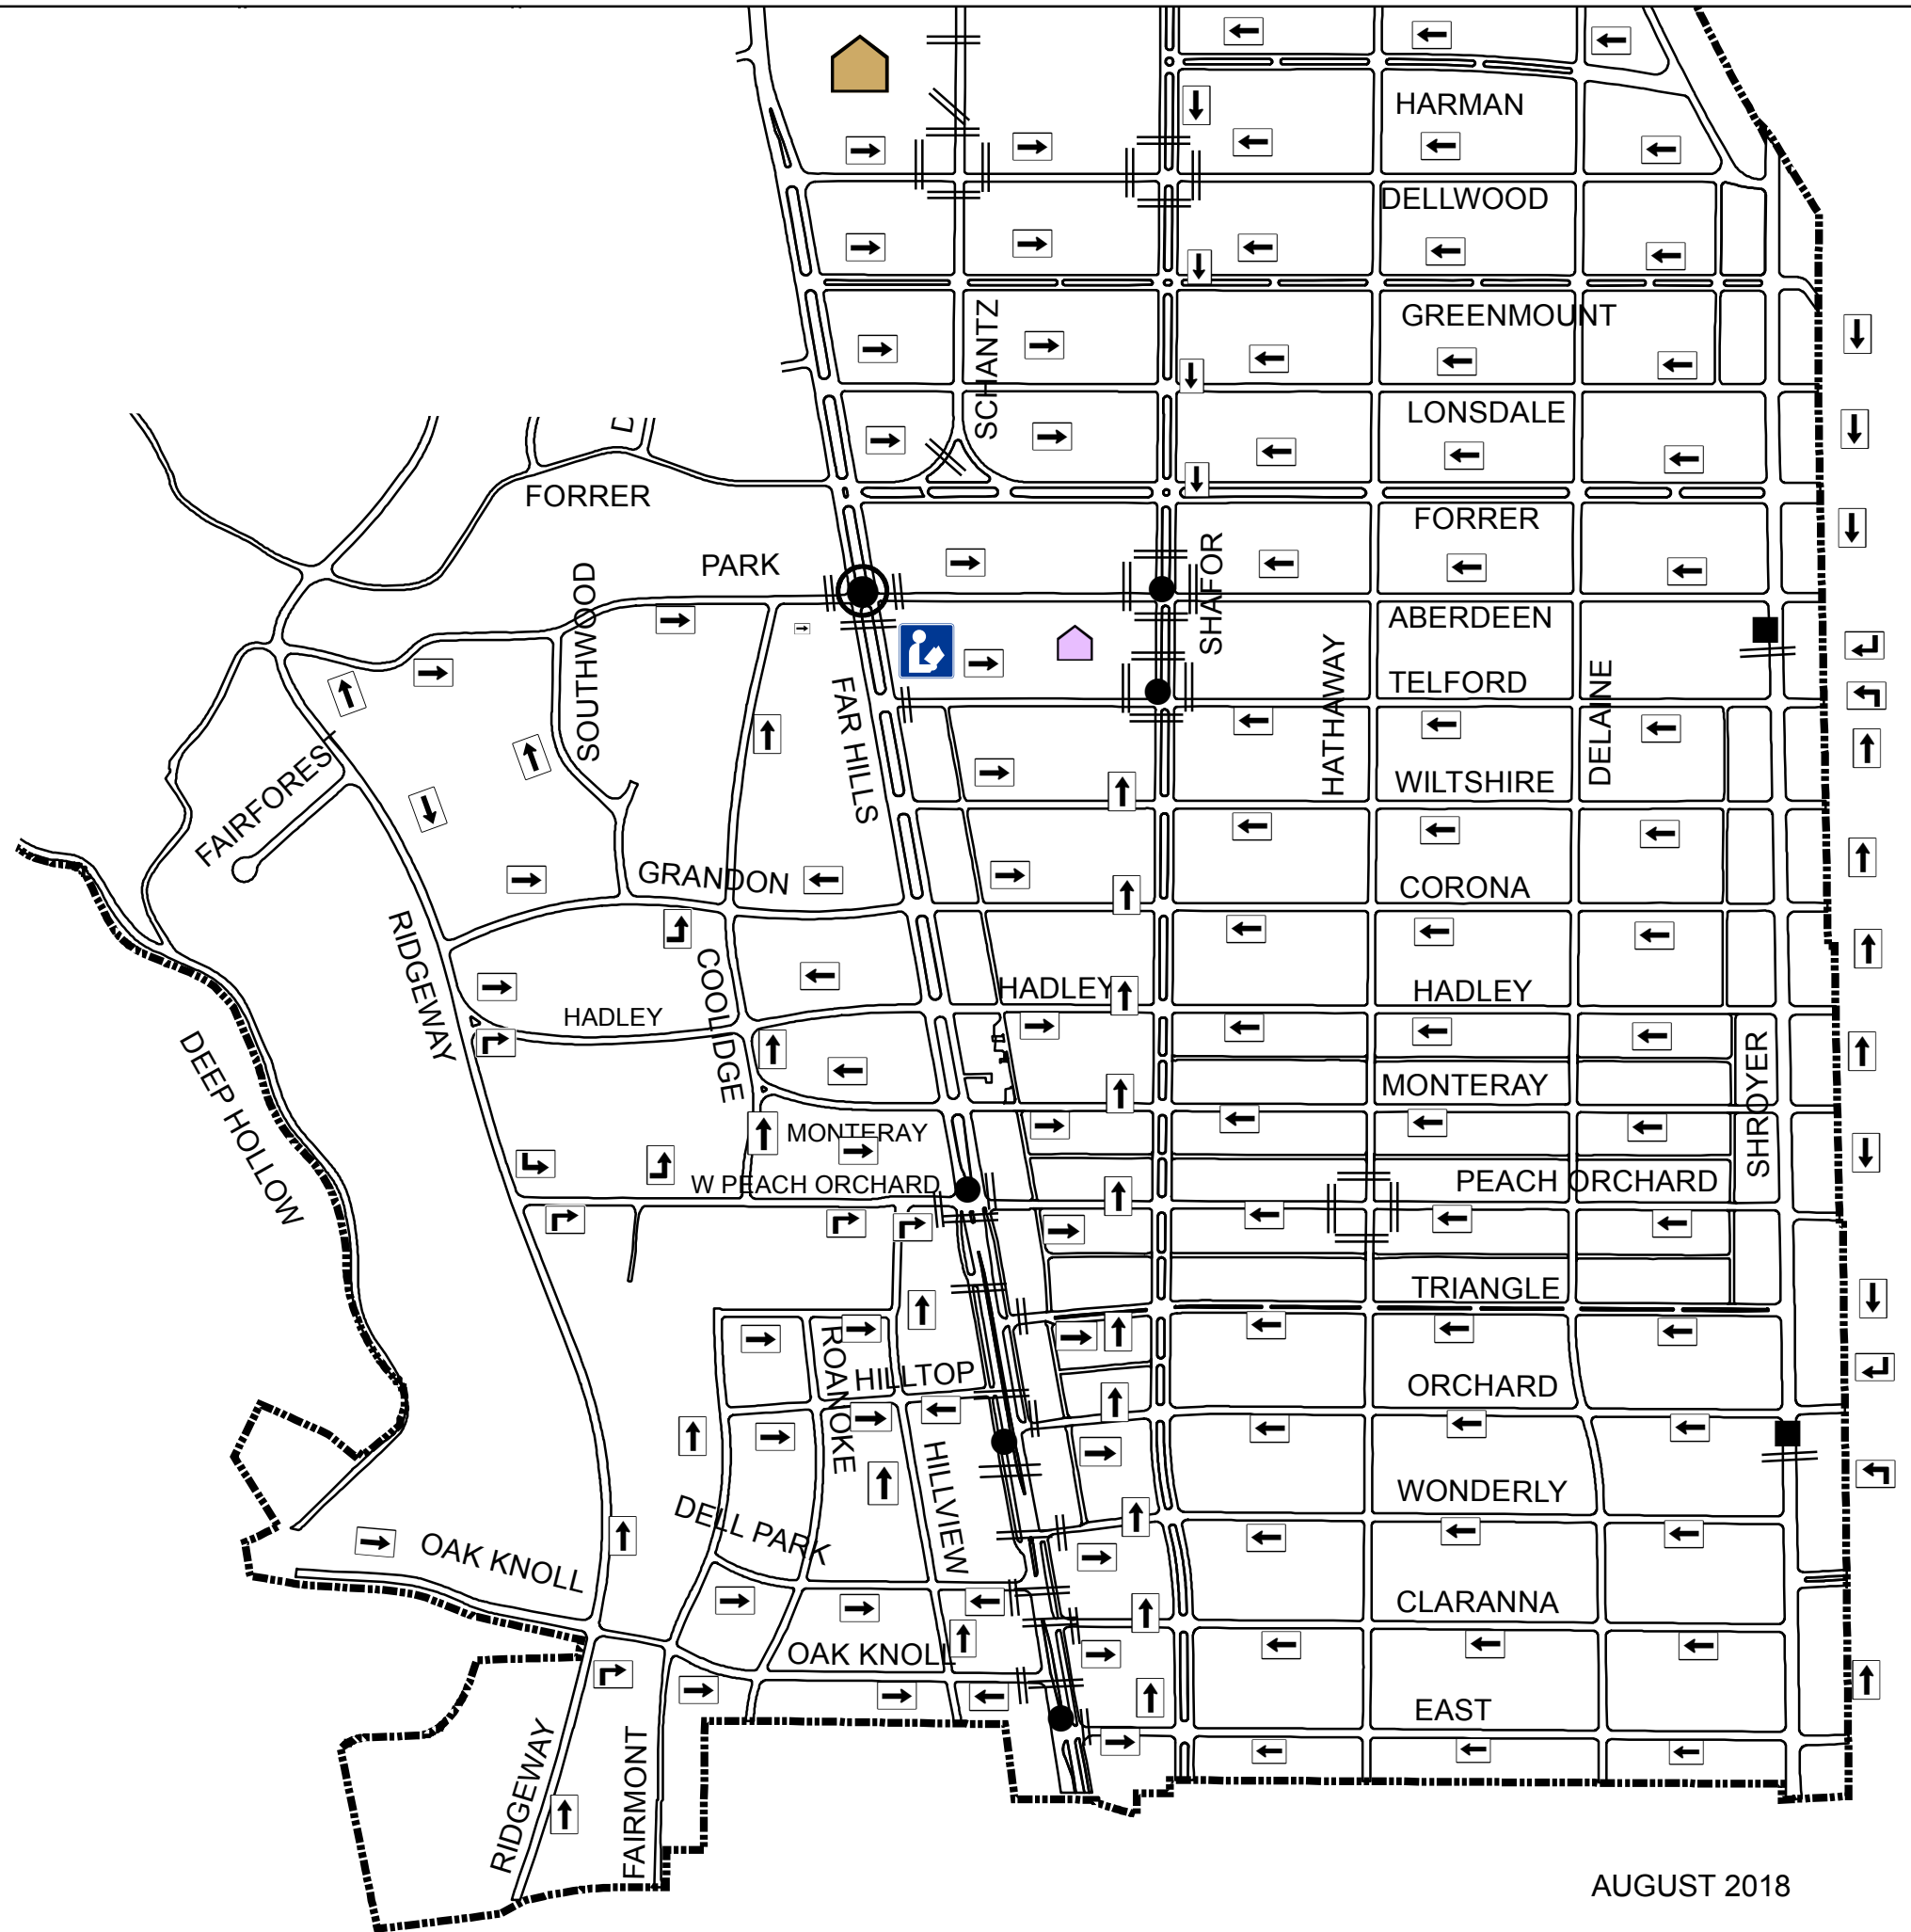 HARMAN
DELLWOOD
GREENMOUNT
SCHANTZ
LONSDALE
FORRER
FORRER
PARK
SOUTHWOOD
SHAFOR
ABERDEEN
HATHAWAY
DELAINE
TELFORD
FAR HILLS
FAIRFOREST
WILTSHIRE
GRANDON
CORONA
RIDGEWAY
COOLIDGE
HADLEY
HADLEY
HADLEY
DEEP HOLLOW
SHROYER
MONTERAY
MONTERAY
W PEACH ORCHARD
PEACH ORCHARD
TRIANGLE
ROANOKE
HILLTOP
ORCHARD
HILLVIEW
WONDERLY
DELL PARK
OAK KNOLL
CLARANNA
OAK KNOLL
EAST
RIDGEWAY
FAIRMONT
AUGUST 2018